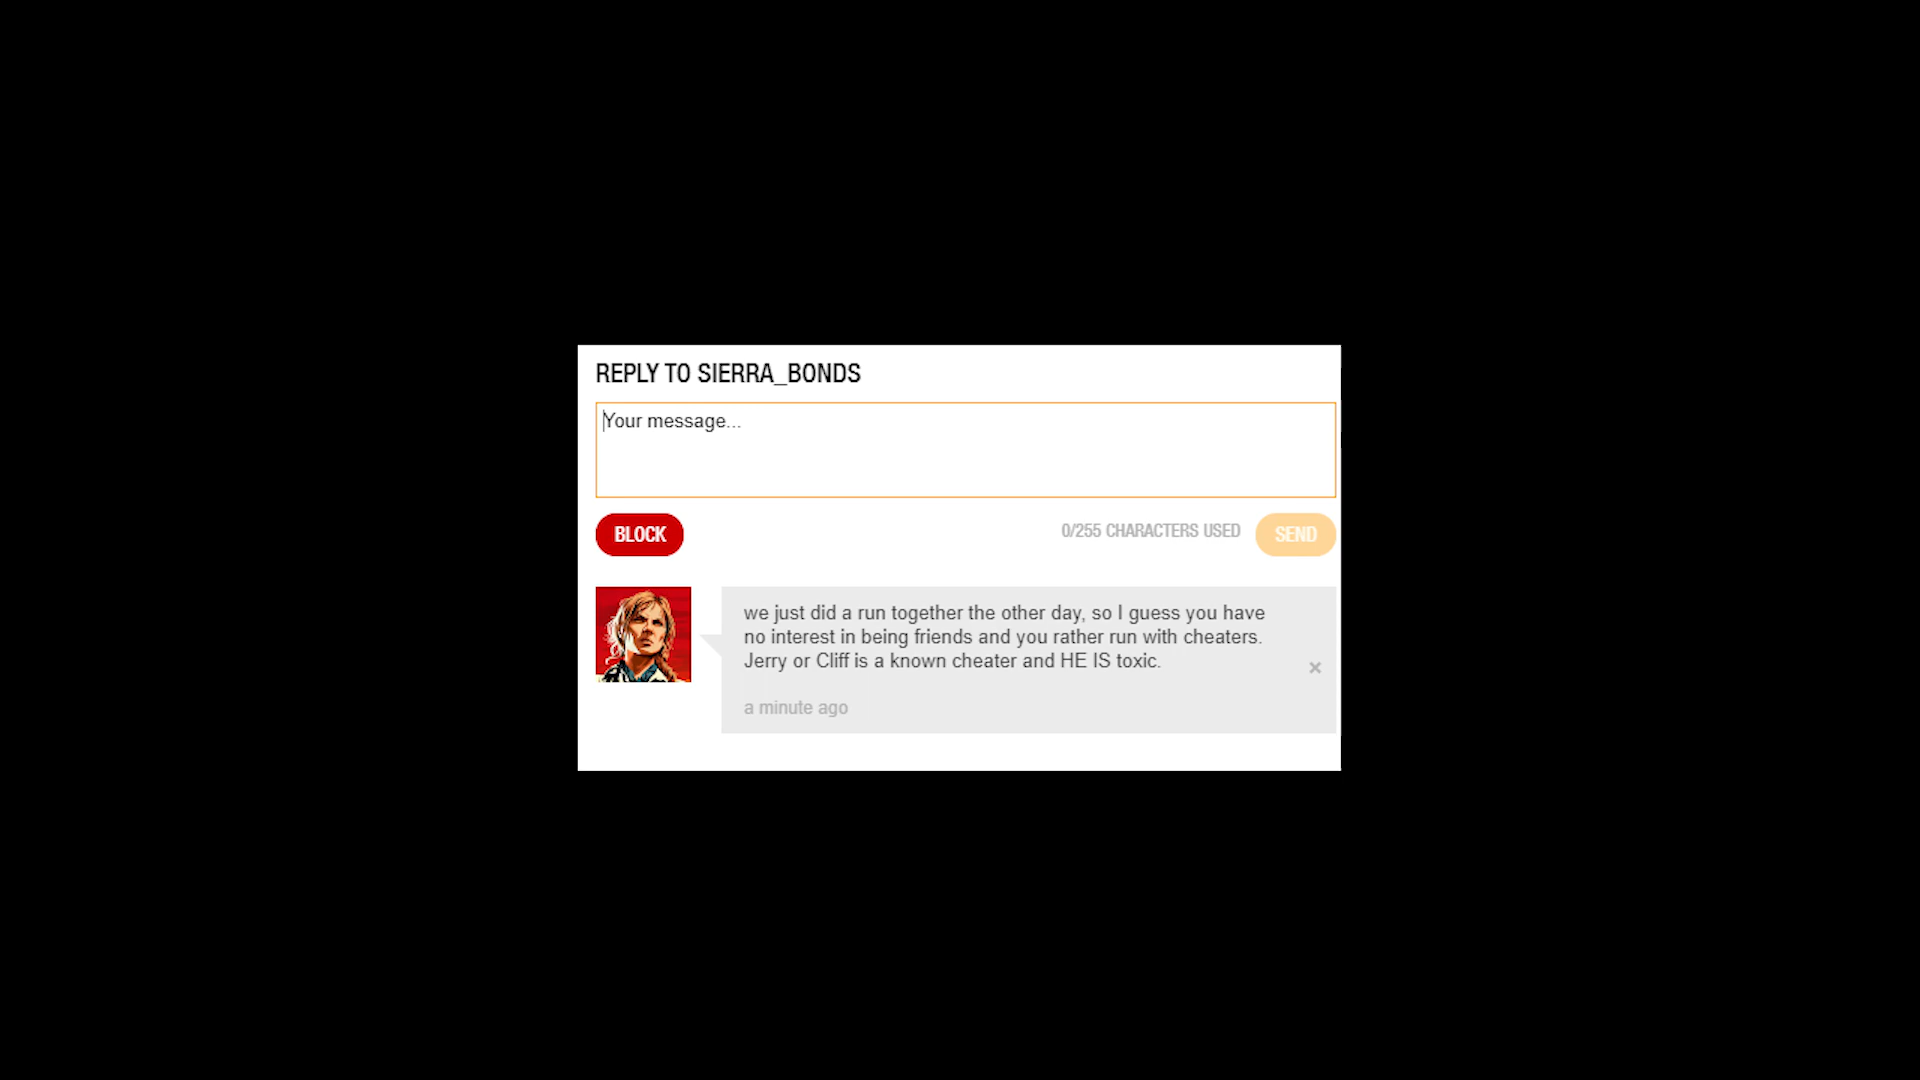 REPLY TO SIERRA_BONDS
Your message...
BLOCK
0/255 CHARACTERS USED
SEND
we just did a run together the other day, so I guess you have
no interest in being friends and you rather run with cheaters.
Jerry or Cliff is a known cheater and HE IS toxic.
×
a minute ago